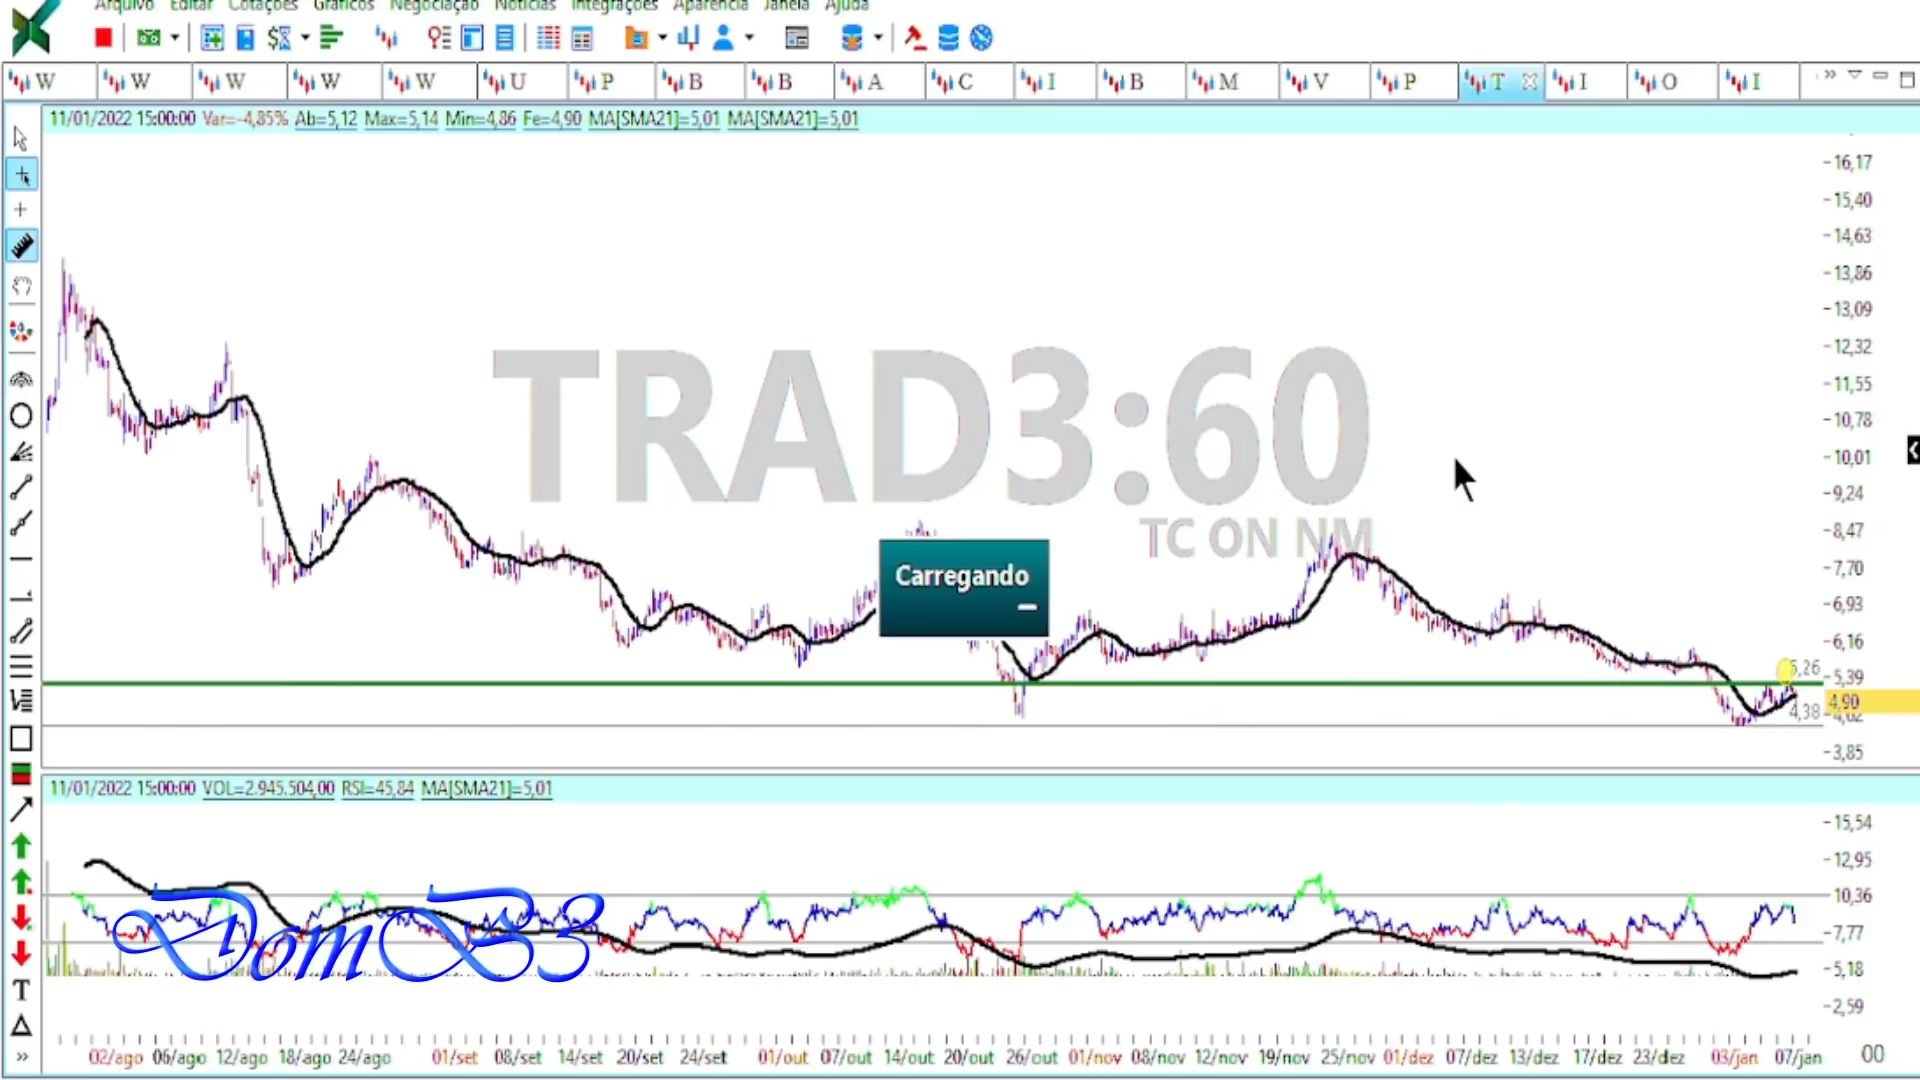 Arquivo Editar Cotações Gráficos Negociação Notícias Integrações Aparência Janela Ajuda
W W W W W U P B B A C I B M V P T I O I
11/01/2022 15:00:00 Var=-4,85% Ab=5,12 Max=5,14 Min=4,86 Fe=4,90 MA[SMA21]=5,01 MA[SMA21]=5,01
16,17
15,40
14,63
13,86
13,09
12,32
11,55
10,78
10,01
9,24
8,47
7,70
6,93
6,16
5,39
4,62
3,85
TRAD3:60
TC ON NM
Carregando
5,26
4,90
4,38
11/01/2022 15:00:00 VOL=2.945.504,00 RSI=45,84 MA[SMA21]=5,01
15,54
12,95
10,36
7,77
5,18
2,59
DomB3
02/ago 06/ago 12/ago 18/ago 24/ago 01/set 08/set 14/set 20/set 24/set 01/out 07/out 14/out 20/out 26/out 01/nov 08/nov 12/nov 19/nov 25/nov 01/dez 07/dez 13/dez 17/dez 23/dez 03/jan 07/jan 00